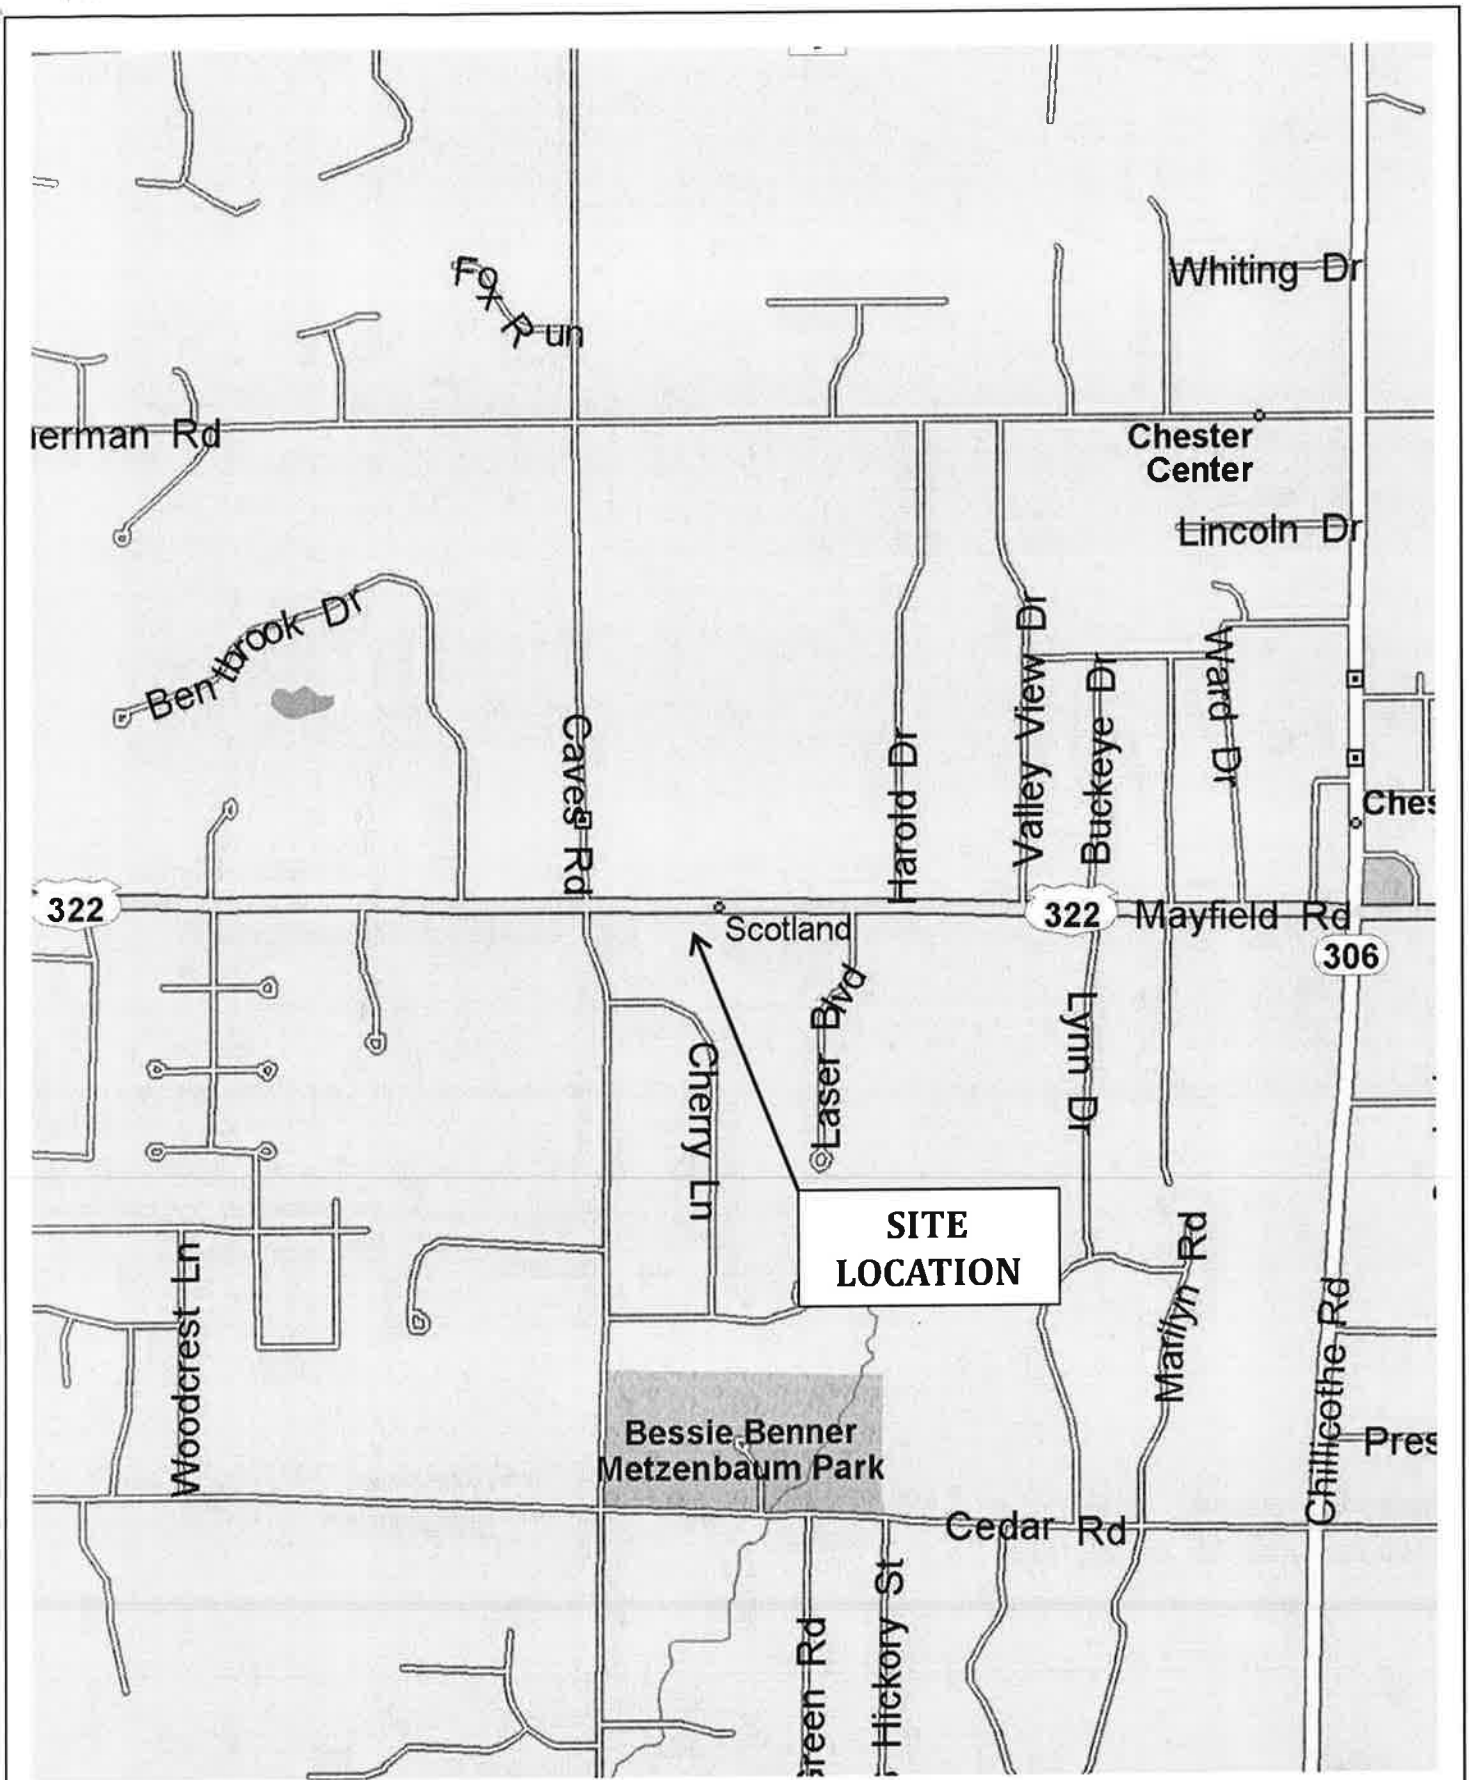 Fox Run
Whiting Dr
ierman Rd
Chester
Center
Lincoln Dr
Bentbrook Dr
Caves Rd
Harold Dr
Valley View Dr
Buckeye Dr
Ward Dr
Ches
322
Scotland
322
Mayfield Rd
306
Laser Blvd
Cherry Ln
Lynn Dr
SITE
LOCATION
Marilyn Rd
Woodcrest Ln
Chillicothe Rd
Bessie Benner
Metzenbaum Park
Pres
Cedar Rd
Green Rd
Hickory St